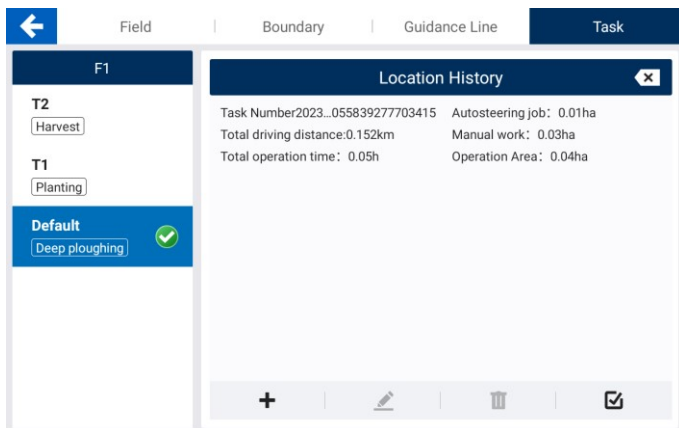 Field
Boundary
Guidance Line
Task
F1
T2
Harvest
T1
Planting
Default
Deep ploughing
Location History
Task Number2023...055839277703415 Autosteering job：0.01ha
Total driving distance:0.152km Manual work：0.03ha
Total operation time：0.05h Operation Area：0.04ha